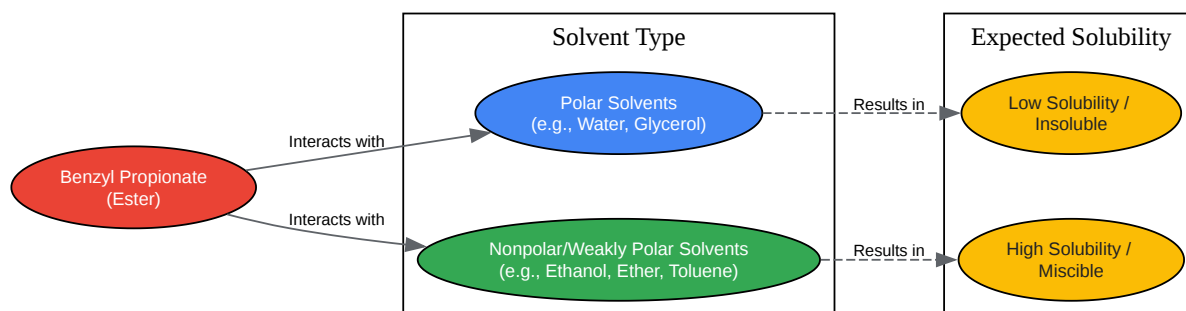 Solvent Type
Expected Solubility
Benzyl Propionate
(Ester)
Interacts with
Interacts with
Polar Solvents
(e.g., Water, Glycerol)
Results in
Low Solubility /
Insoluble
Nonpolar/Weakly Polar Solvents
(e.g., Ethanol, Ether, Toluene)
Results in
High Solubility /
Miscible